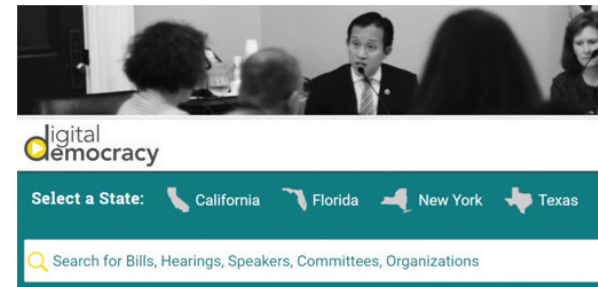 digital
democracy
Select a State: California Florida New York Texas
Search for Bills, Hearings, Speakers, Committees, Organizations